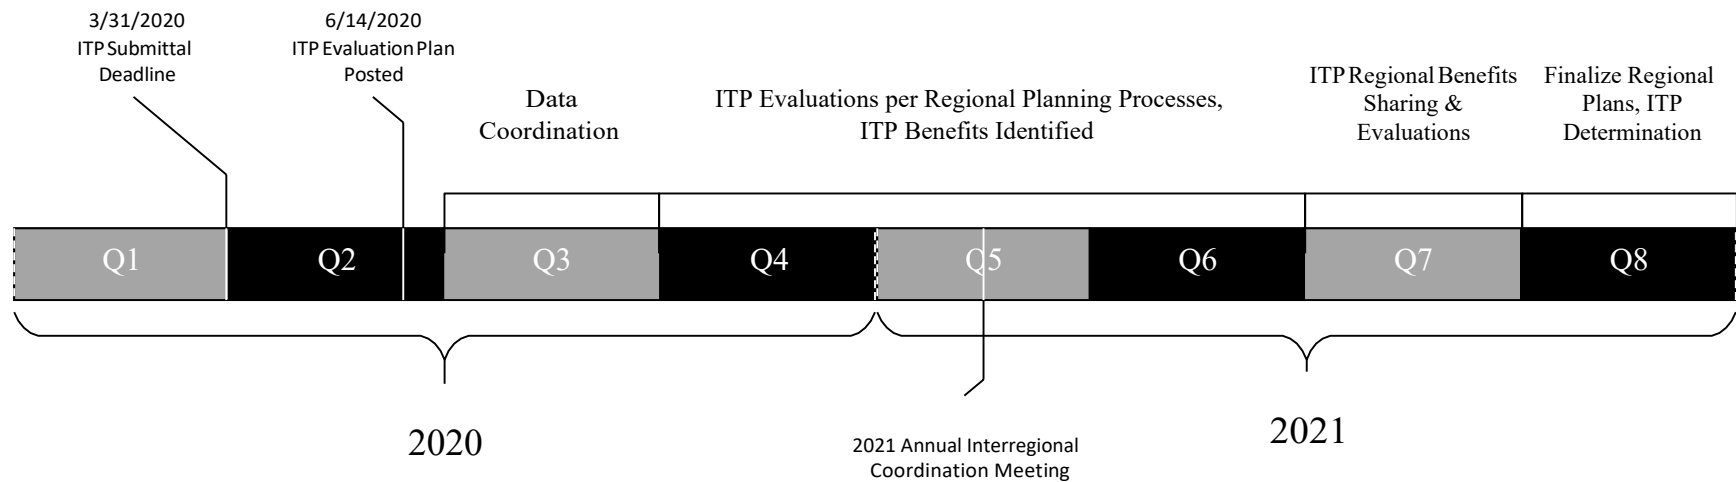 3/31/2020
ITP Submittal
Deadline
6/14/2020
ITP Evaluation Plan
Posted
Data
Coordination
ITP Evaluations per Regional Planning Processes,
ITP Benefits Identified
ITP Regional Benefits
Sharing &
Evaluations
Finalize Regional
Plans, ITP
Determination
Q1
Q2
Q3
Q4
Q5
Q6
Q7
Q8
2020
2021 Annual Interregional
Coordination Meeting
2021